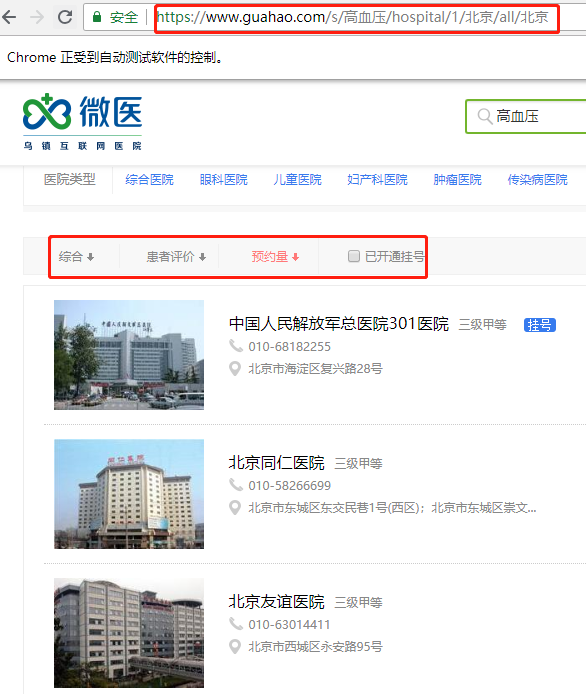 安全 https://www.guahao.com/s/高血压/hospital/1/北京/all/北京
Chrome 正受到自动测试软件的控制。
微医
乌镇互联网医院
高血压
医院类型 综合医院 眼科医院 儿童医院 妇产科医院 肿瘤医院 传染病医院
综合 患者评价 预约量 已开通挂号
中国人民解放军总医院301医院 三级甲等 挂号
010-68182255
北京市海淀区复兴路28号
北京同仁医院 三级甲等
010-58266699
北京市东城区东交民巷1号(西区)；北京市东城区崇文...
北京友谊医院 三级甲等
010-63014411
北京市西城区永安路95号